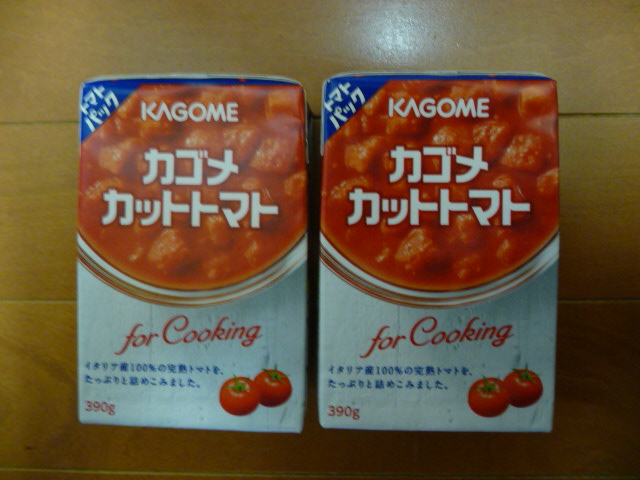 トマト
パック
KAGOME
カゴメ
カットトマト
for Cooking
イタリア産100%の完熟トマトを、
たっぷりと詰めこみました。
390g
トマト
パック
KAGOME
カゴメ
カットトマト
for Cooking
イタリア産100%の完熟トマトを、
たっぷりと詰めこみました。
390g